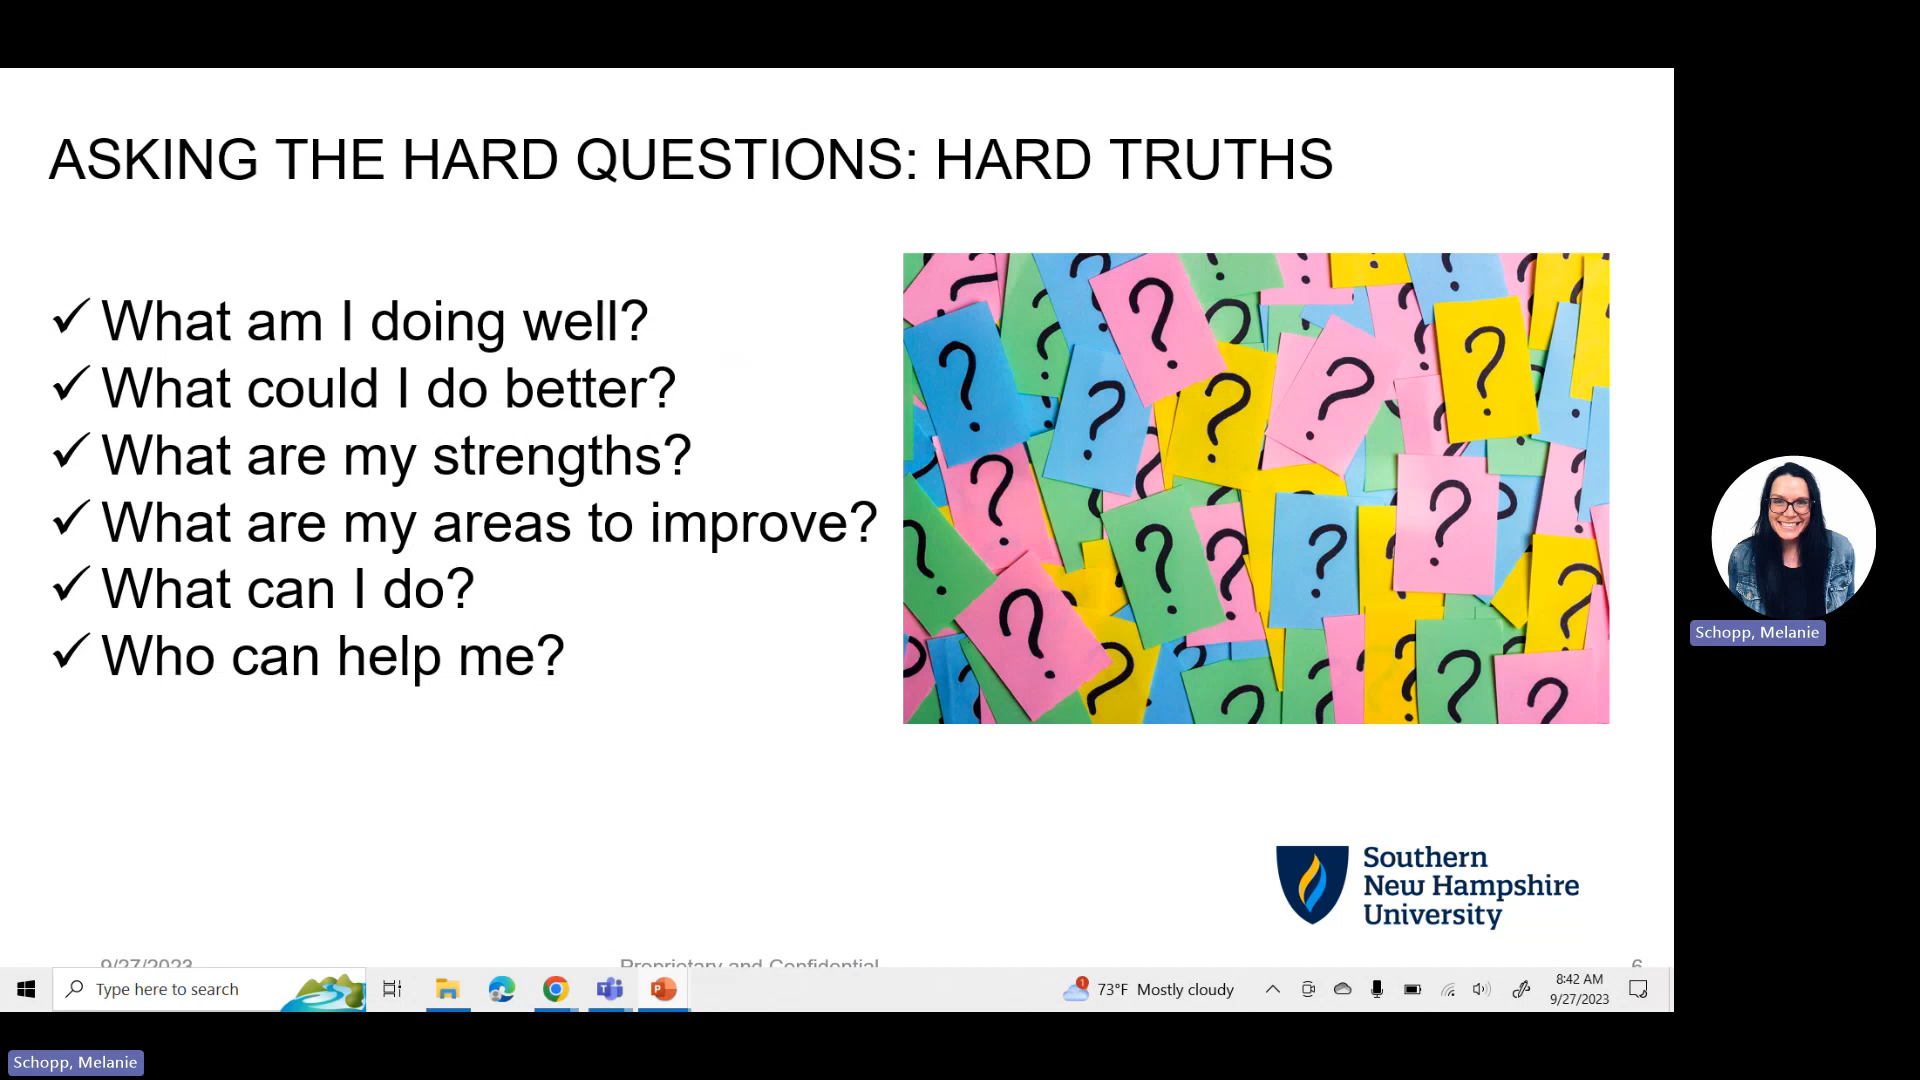 ASKING THE HARD QUESTIONS: HARD TRUTHS
What am I doing well?
What could I do better?
What are my strengths?
What are my areas to improve?
What can I do?
Who can help me?
Southern
New Hampshire
University
9/27/2023
Proprietary and Confidential
6
Type here to search
1
73°F Mostly cloudy
8:42 AM
9/27/2023
Schopp, Melanie
Schopp, Melanie